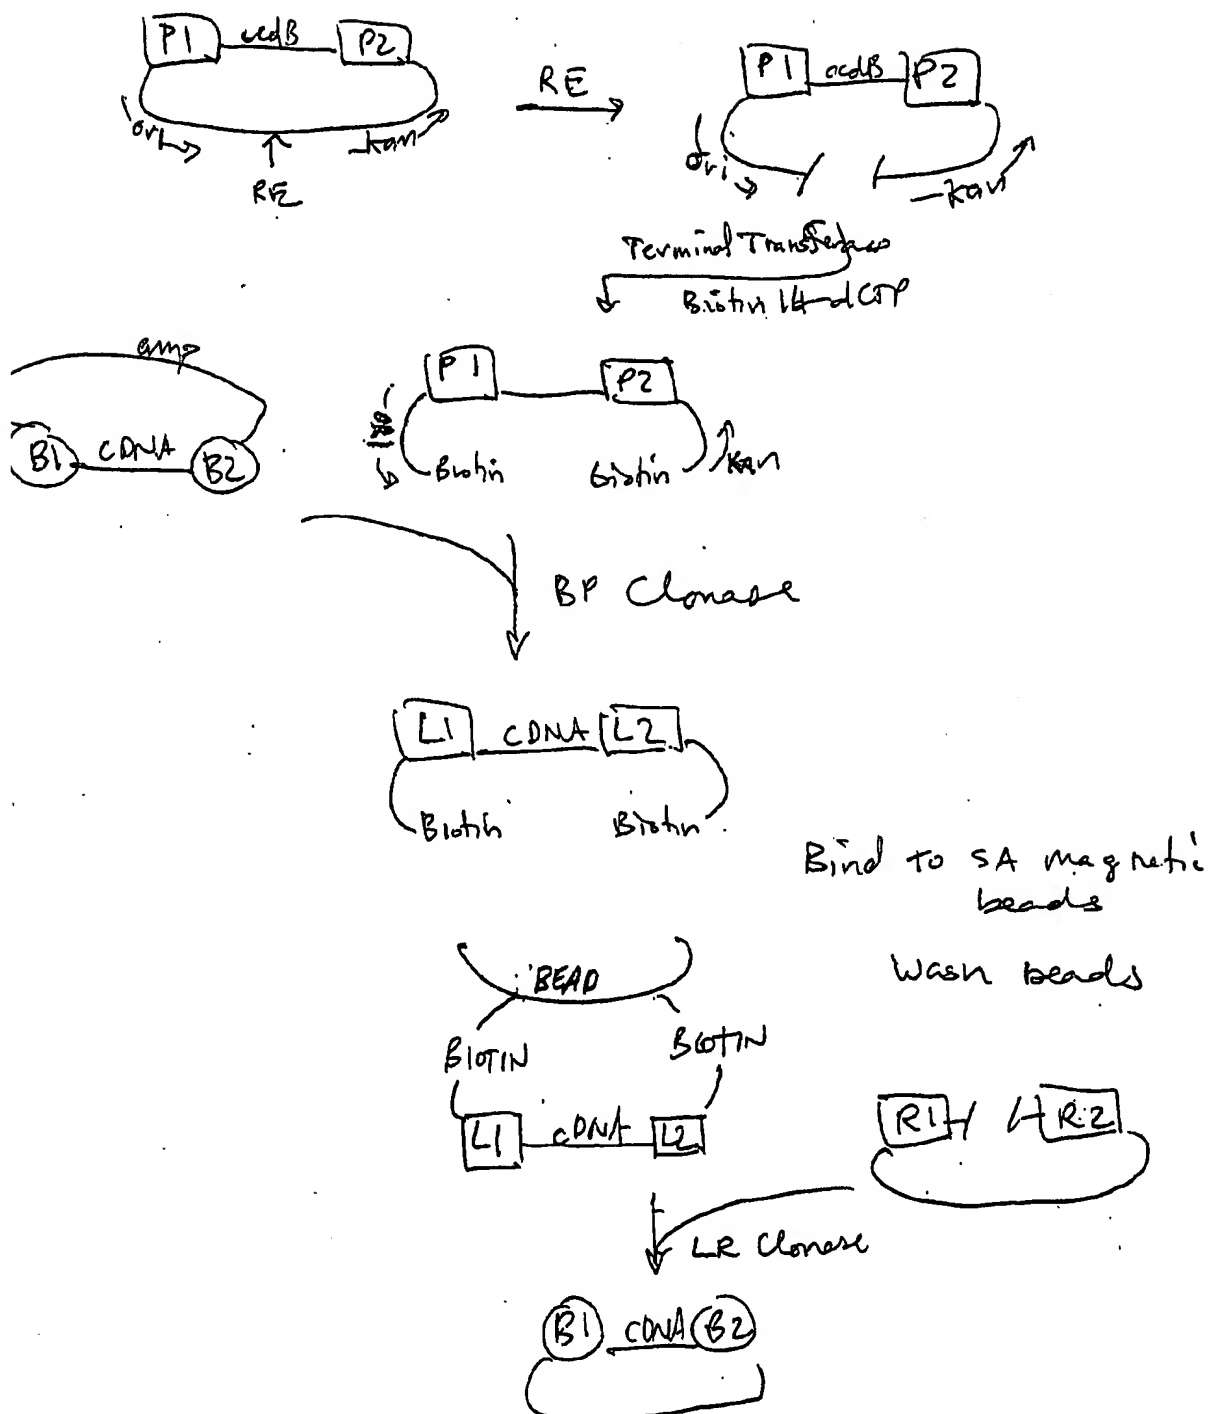 P1 ccdB P2
ori
RE
kan
RE
P1 ccdB P2
ori
kan
Terminal Transferase
Biotin 14-dCTP
amp
B1 CDNA B2
P1 P2
ORI
Biotin Biotin
KAN
BP Clonase
L1 CDNA L2
Biotin Biotin
Bind to SA magnetic
beads
Wash beads
BEAD
BIOTIN BIOTIN
L1 cDNA L2
R1 R2
LR Clonase
B1 CDNA B2